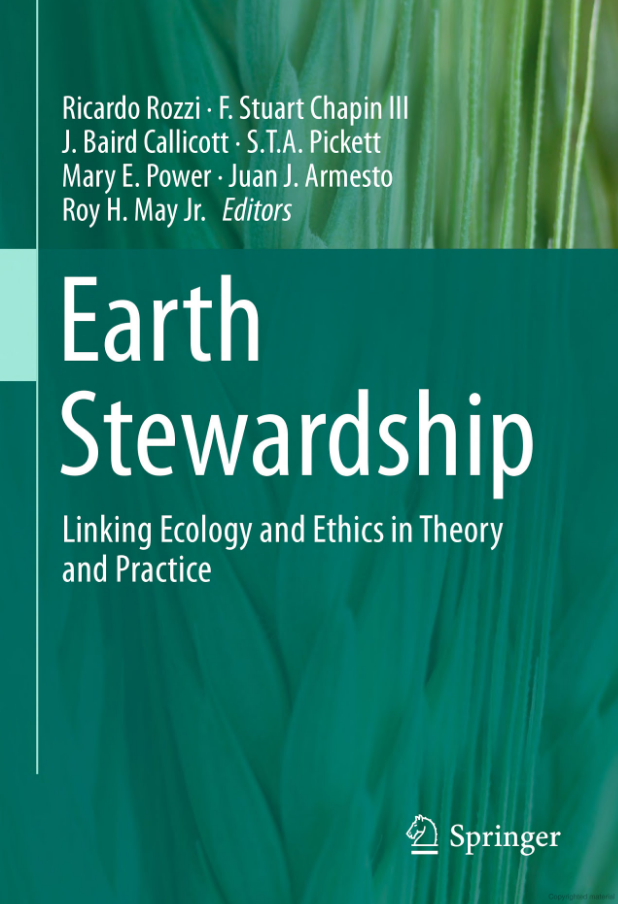 Ricardo Rozzi · F. Stuart Chapin III
J. Baird Callicott · S.T.A. Pickett
Mary E. Power · Juan J. Armesto
Roy H. May Jr. Editors
Earth
Stewardship
Linking Ecology and Ethics in Theory
and Practice
Springer